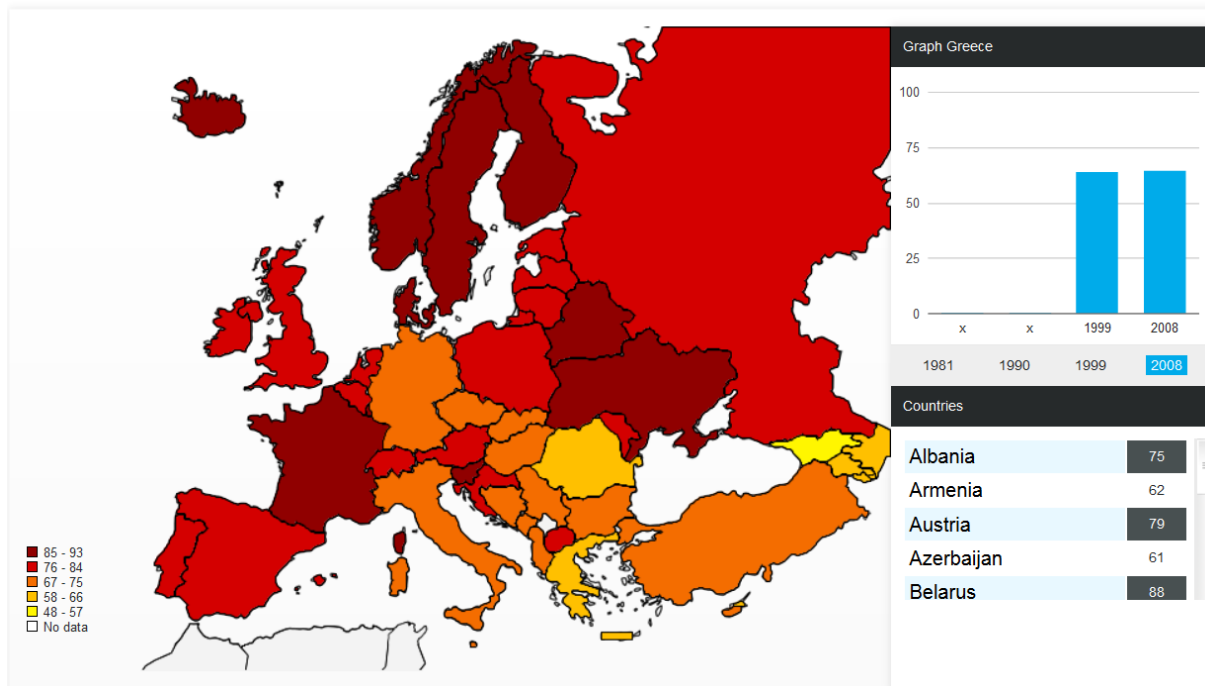 Graph Greece
100
75
50
25
0
x x 1999 2008
1981 1990 1999 2008
Countries
Albania 75
Armenia 62
Austria 79
Azerbaijan 61
Belarus 88
85 - 93
76 - 84
67 - 75
58 - 66
48 - 57
No data